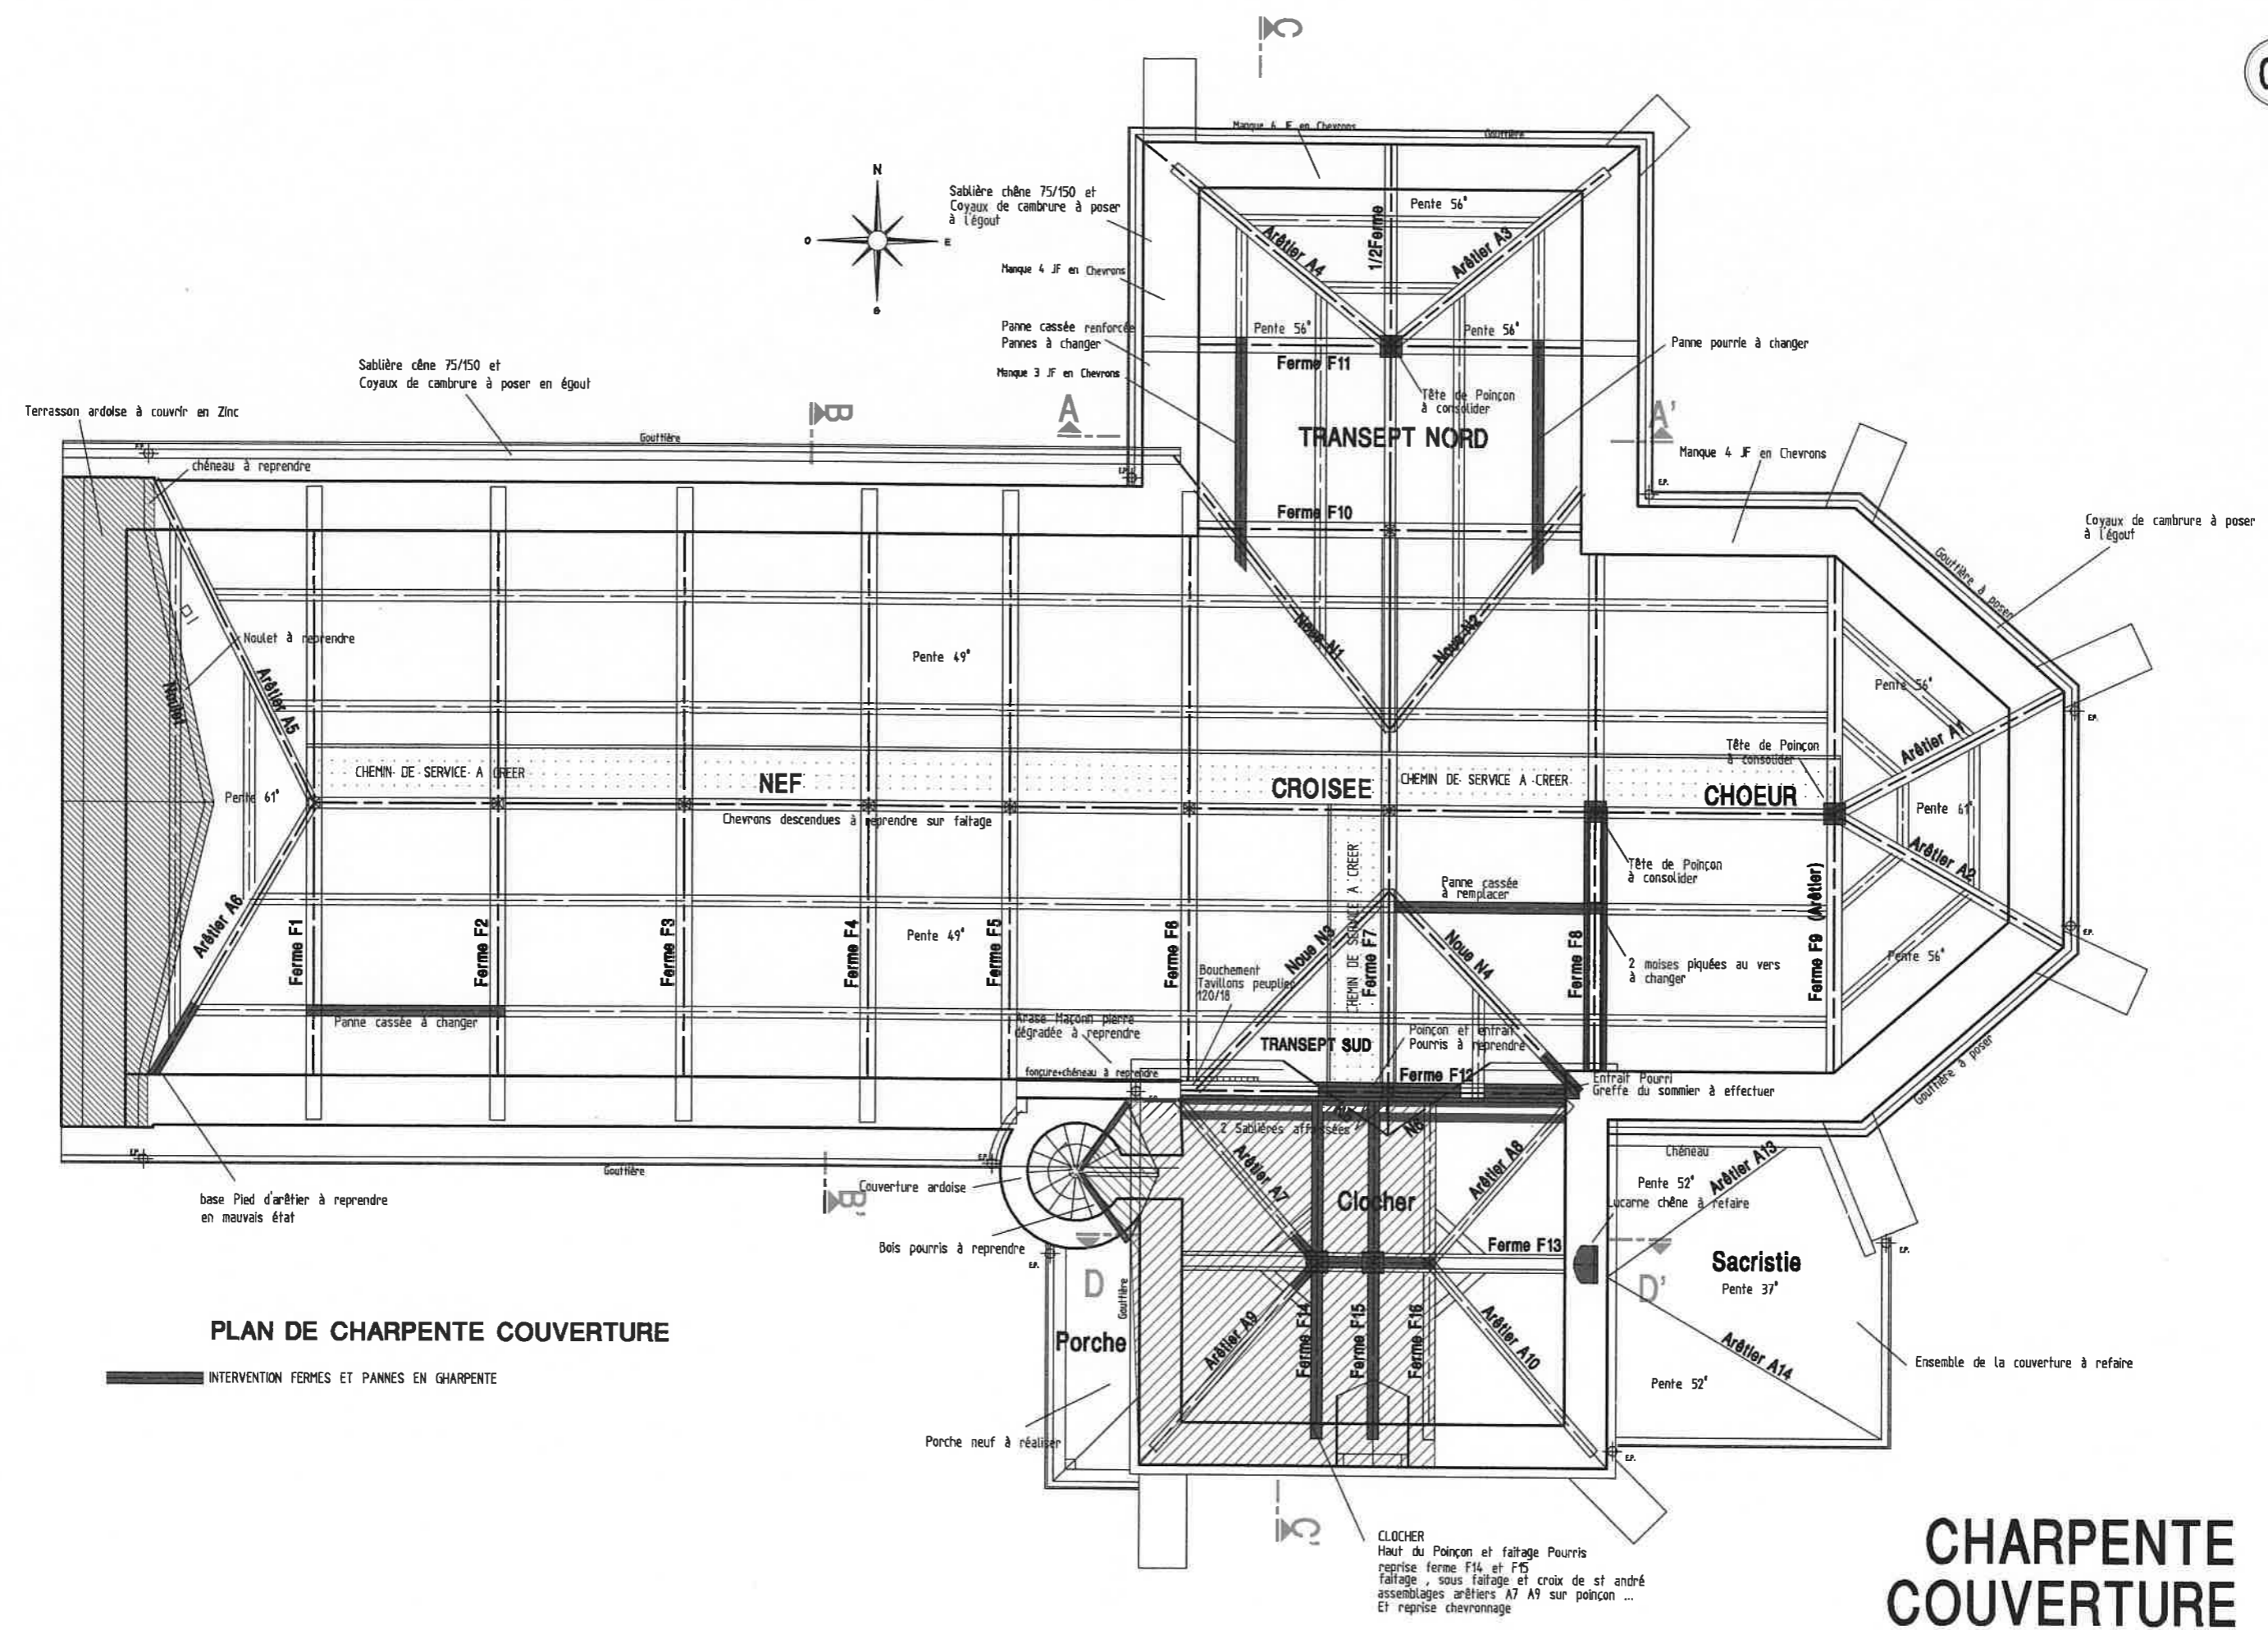 C
Manque 6 JF en Chevrons
Gouttière
N
O
E
Sablière chêne 75/150 et
Coyaux de cambrure à poser
à l'égout
Pente 56°
1/2Ferme
Arêtier A4
Arêtier A3
Manque 4 JF en Chevrons
Panne cassée renforcée
Pannes à changer
Manque 3 JF en Chevrons
Pente 56°
Pente 56°
Ferme F11
Panne pourrie à changer
Tête de Poinçon
à consolider
Sablière cêne 75/150 et
Coyaux de cambrure à poser en égout
Terrasson ardoise à couvrir en Zinc
B
A
A'
TRANSEPT NORD
Gouttière
E.P.
chéneau à reprendre
Manque 4 JF en Chevrons
E.P.
E.P.
Ferme F10
Coyaux de cambrure à poser
à l'égout
Gouttière à poser
Noulet à reprendre
Noulet
Arêtier A5
Pente 49°
Noue N1
Noue N2
Pente 56°
Arêtier A1
E.P.
Tête de Poinçon
à consolider
CHEMIN DE SERVICE A CREER
NEF
CROISEE
CHEMIN DE SERVICE A CREER
CHOEUR
Pente 61°
Pente 61°
Chevrons descendues à reprendre sur faitage
CHEMIN DE SERVICE A CREER
Tête de Poinçon
à consolider
Arêtier A2
Panne cassée
à remplacer
Arêtier A6
Ferme F1
Ferme F2
Ferme F3
Ferme F4
Pente 49°
Ferme F5
Ferme F6
Noue N3
Ferme F7
Noue N4
Ferme F8
Ferme F9 (Arêtier)
E.P.
Pente 56°
2 moises piquées au vers
à changer
Bouchement
Tavillons peuplier
120/18
Panne cassée à changer
Arase Maçonn pierre
dégradée à reprendre
TRANSEPT SUD
Poinçon et entrait
Pourris à reprendre
fonçure+chéneau à reprendre
Ferme F12
Entrait Pourri
Greffe du sommier à effectuer
Gouttière à poser
2 Sablières affaissées
N6
E.P.
Gouttière
E.P.
Couverture ardoise
Arêtier A7
Clocher
Arêtier A8
Chéneau
Arêtier A13
Pente 52°
Lucarne chêne à refaire
base Pied d'arêtier à reprendre
en mauvais état
B'
Bois pourris à reprendre
E.P.
Ferme F13
Sacristie
E.P.
D
D'
Pente 37°
Gouttière
PLAN DE CHARPENTE COUVERTURE
Porche
Arêtier A9
Ferme F14
Ferme F15
Ferme F16
Arêtier A10
Arêtier A14
Ensemble de la couverture à refaire
INTERVENTION FERMES ET PANNES EN CHARPENTE
Pente 52°
Porche neuf à réaliser
E.P.
C'
CLOCHER
Haut du Poinçon et faîtage Pourris
reprise ferme F14 et F15
faîtage , sous faîtage et croix de st andré
assemblages arêtiers A7 A9 sur poinçon ...
Et reprise chevronnage
CHARPENTE
COUVERTURE